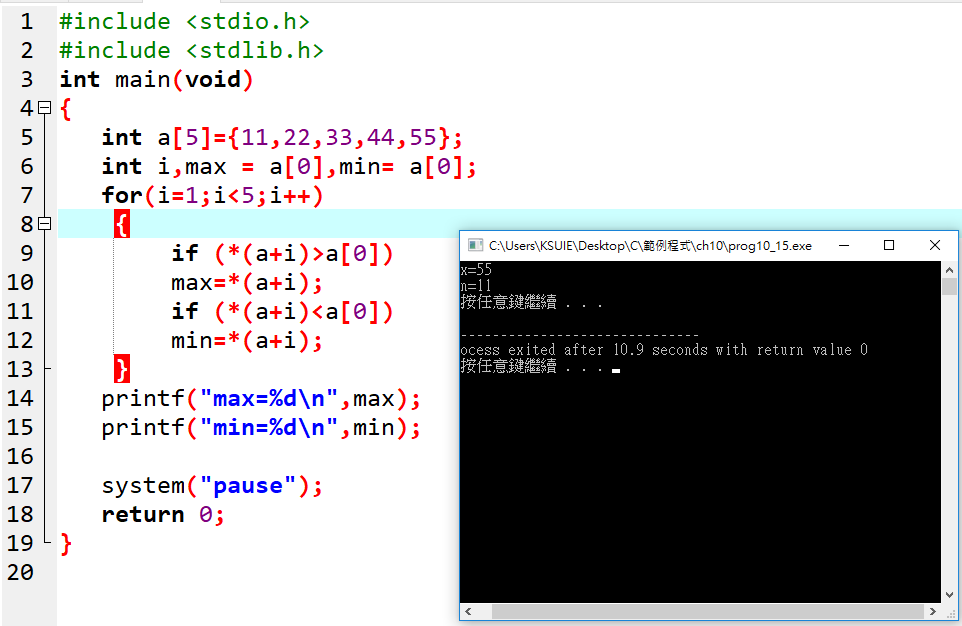 1 #include <stdio.h>
2 #include <stdlib.h>
3 int main(void)
4 {
5 int a[5]={11,22,33,44,55};
6 int i,max = a[0],min= a[0];
7 for(i=1;i<5;i++)
8 {
9 if (*(a+i)>a[0])
10 max=*(a+i);
11 if (*(a+i)<a[0])
12 min=*(a+i);
13 }
14 printf("max=%d\n",max);
15 printf("min=%d\n",min);
16
17 system("pause");
18 return 0;
19 }
20
C:\Users\KSUIE\Desktop\C\範例程式\ch10\prog10_15.exe
x=55
n=11
按任意鍵繼續 . . .
------------------------------
ocess exited after 10.9 seconds with return value 0
按任意鍵繼續 . . .